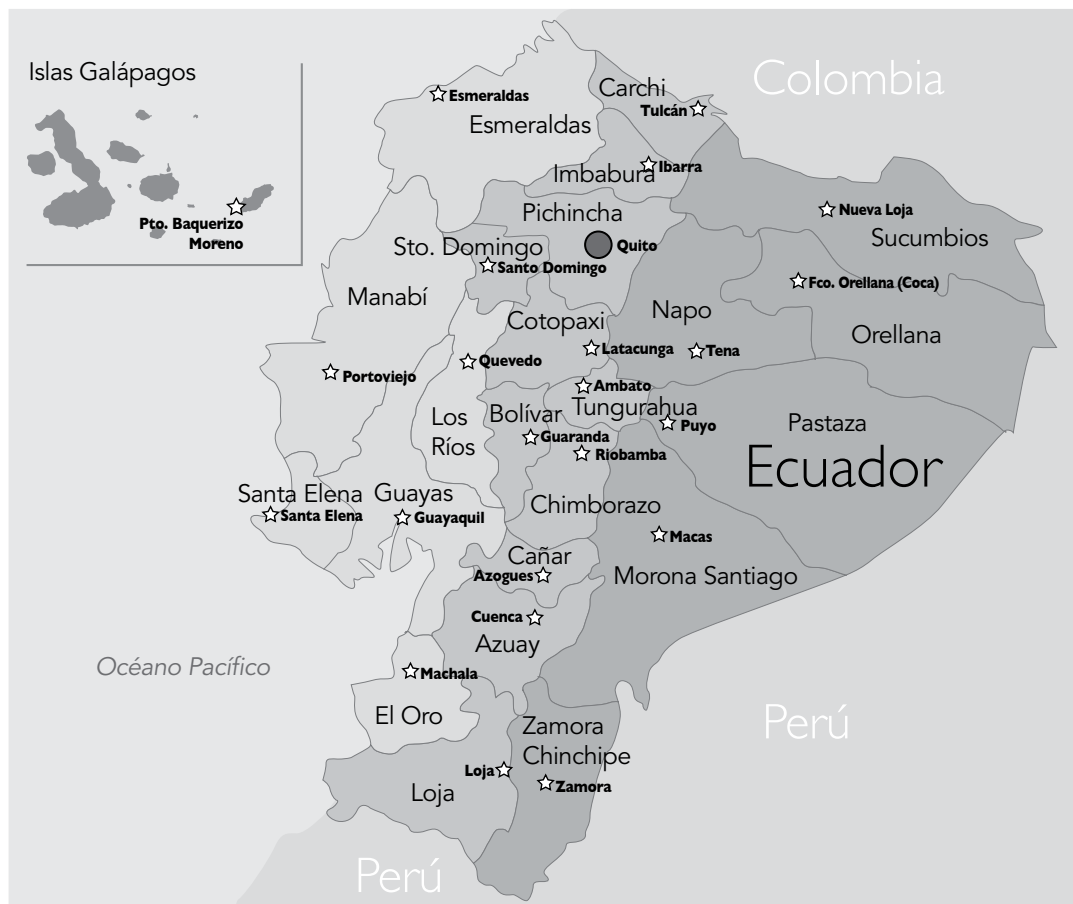 Islas Galápagos
Pto. Baquerizo
Moreno
Colombia
Carchi
Tulcán
Esmeraldas
Esmeraldas
Imbabura
Ibarra
Pichincha
Quito
Nueva Loja
Sucumbios
Sto. Domingo
Santo Domingo
Fco. Orellana (Coca)
Manabí
Cotopaxi
Napo
Orellana
Quevedo
Latacunga
Tena
Portoviejo
Ambato
Tungurahua
Los
Ríos
Bolívar
Guaranda
Puyo
Pastaza
Riobamba
Ecuador
Santa Elena
Guayas
Santa Elena
Guayaquil
Chimborazo
Macas
Cañar
Azogues
Morona Santiago
Cuenca
Azuay
Océano Pacífico
Machala
El Oro
Zamora
Chinchipe
Perú
Loja
Loja
Zamora
Perú